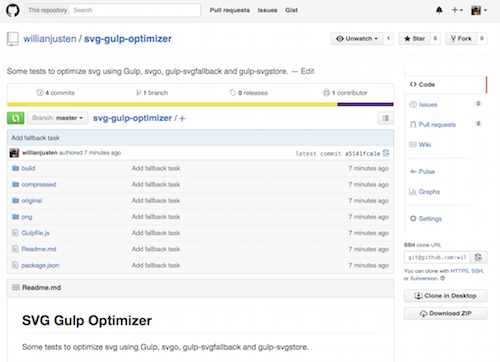 This repository Search Pull requests Issues Gist
willianjusten / svg-gulp-optimizer
Unwatch 1 Star 0 Fork 0
Some tests to optimize svg using Gulp, svgo, gulp-svgfallback and gulp-svgstore. — Edit
4 commits 1 branch 0 releases 1 contributor
Branch: master svg-gulp-optimizer / +
Add fallback task
willianjusten authored 7 minutes ago latest commit a5141fca1e
build Add fallback task 7 minutes ago
compressed Add fallback task 7 minutes ago
original Add fallback task 7 minutes ago
png Add fallback task 7 minutes ago
Gulpfile.js Add fallback task 7 minutes ago
Readme.md Add fallback task 7 minutes ago
package.json Add fallback task 7 minutes ago
Readme.md
SVG Gulp Optimizer
Some tests to optimize svg using Gulp, svgo, gulp-svgfallback and gulp-svgstore.
Code
Issues 0
Pull requests 0
Wiki
Pulse
Graphs
Settings
SSH clone URL
git@github.com:wil
You can clone with HTTPS, SSH,
or Subversion.
Clone in Desktop
Download ZIP